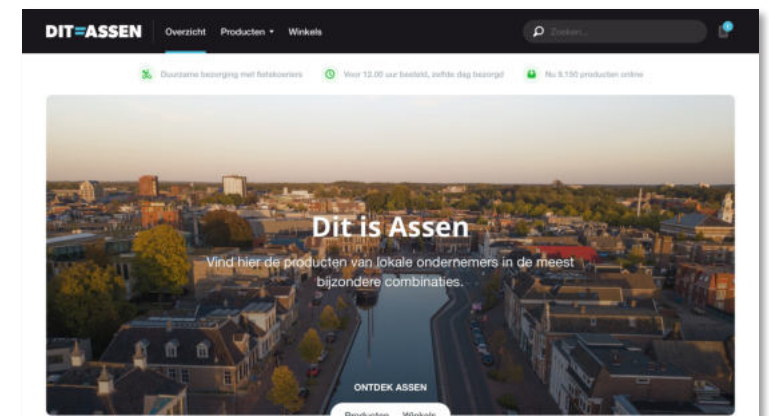 DIT=ASSEN Overzicht Producten Winkels Zoeken...
Duurzame bezorging met fietskoeriers Voor 12.00 uur besteld, zelfde dag bezorgd Nu 9.150 producten online
Dit is Assen
Vind hier de producten van lokale ondernemers in de meest
bijzondere combinaties.
ONTDEK ASSEN
Producten Winkels